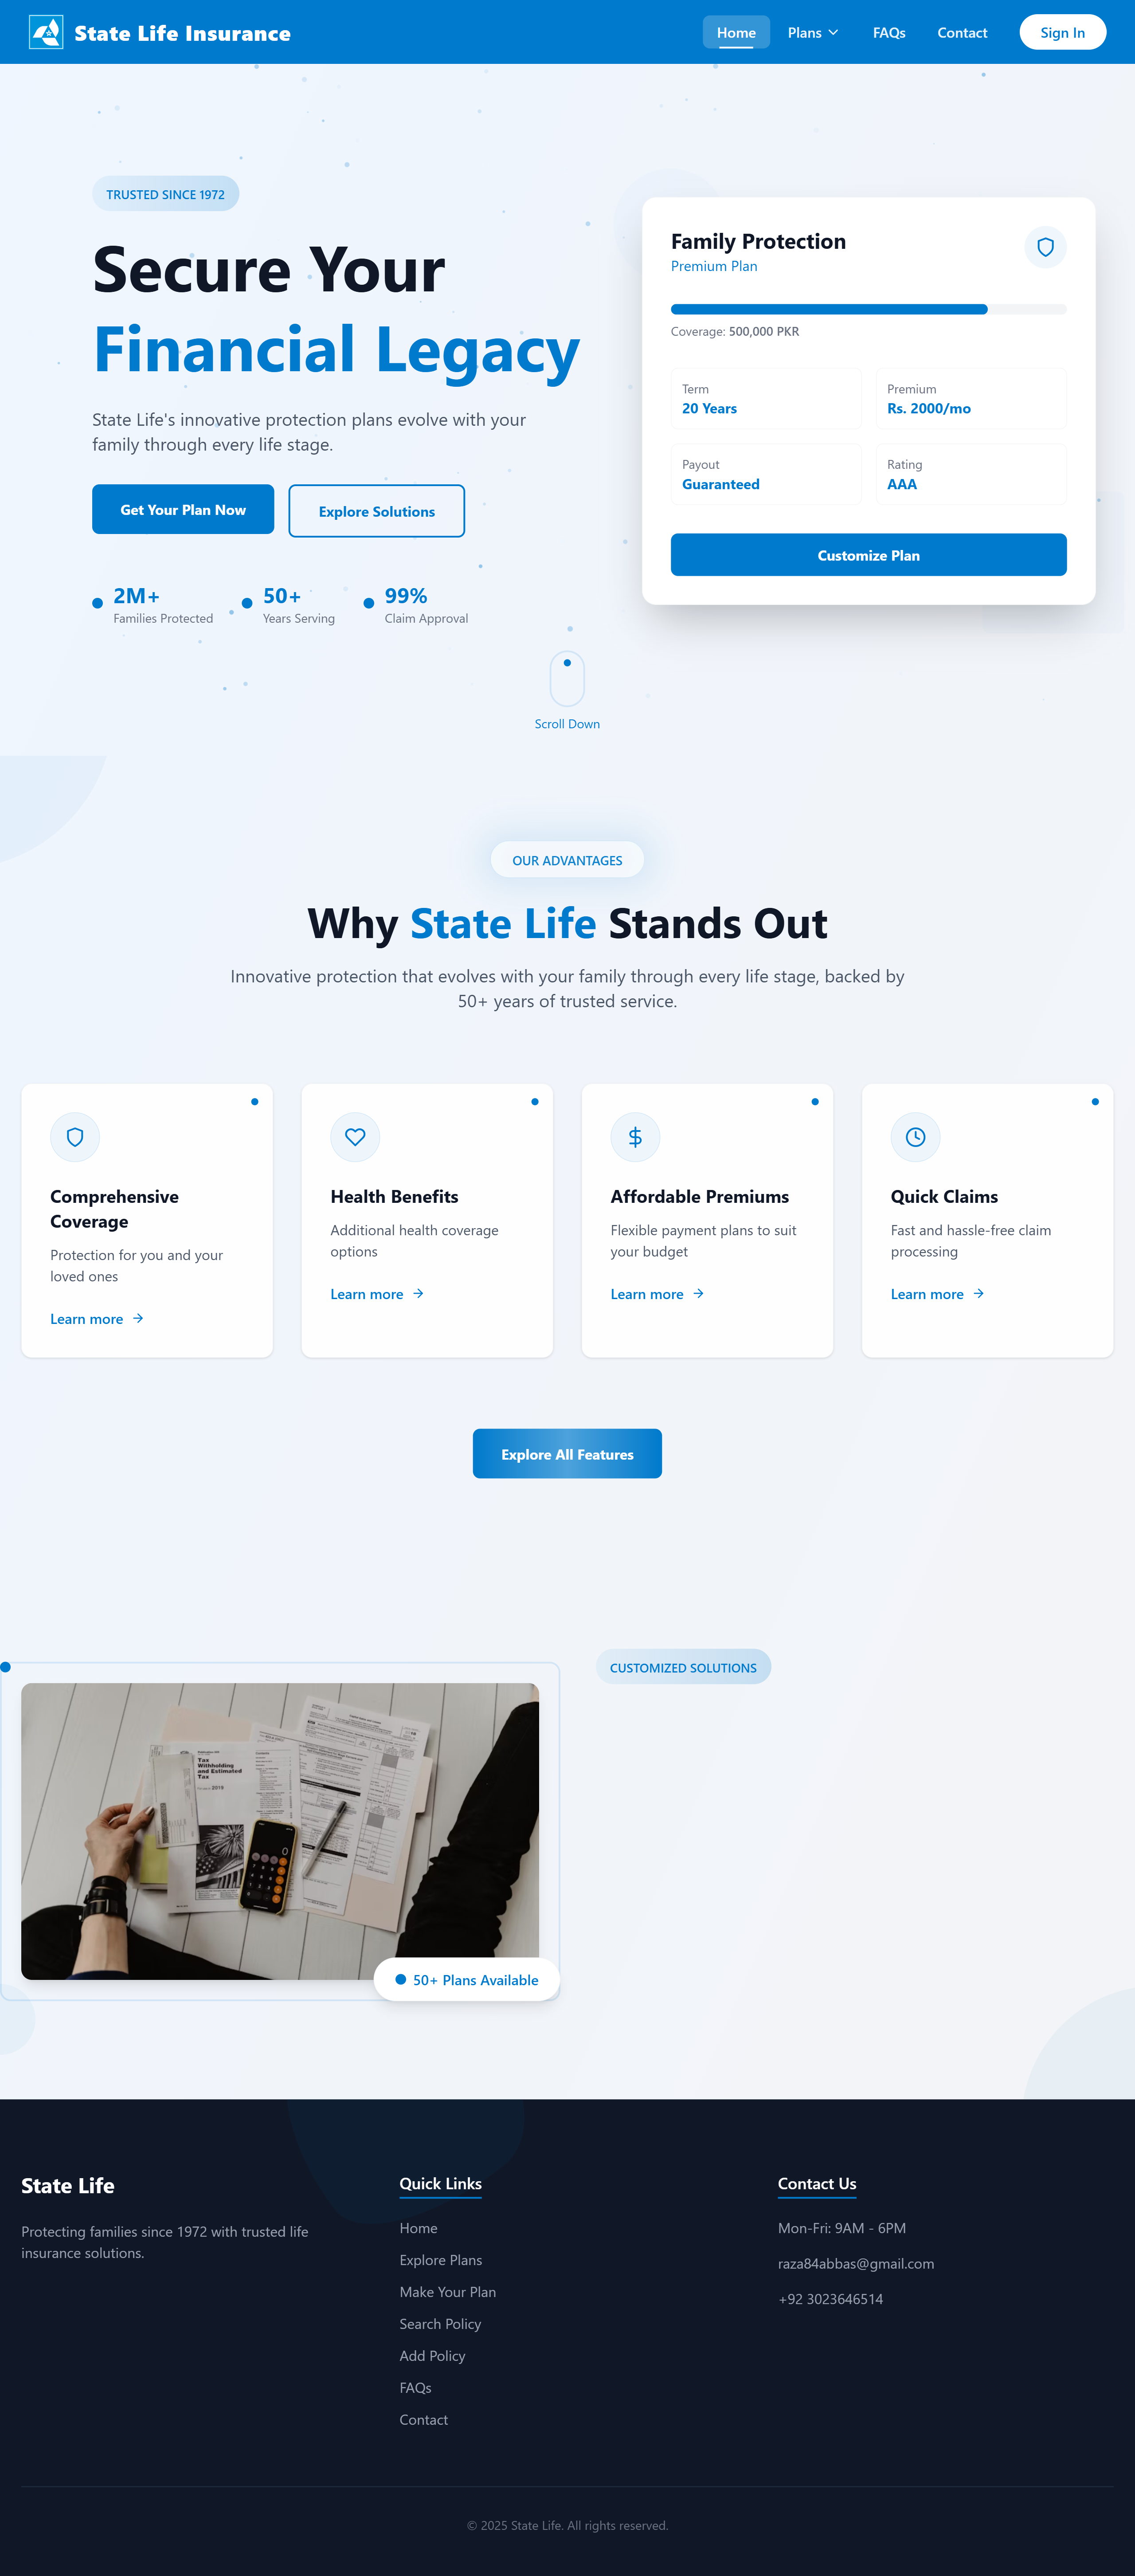 State Life Insurance
Home
Plans
FAQs
Contact
Sign In
TRUSTED SINCE 1972
Secure Your
Financial Legacy
State Life's innovative protection plans evolve with your
family through every life stage.
Get Your Plan Now
Explore Solutions
2M+
Families Protected
50+
Years Serving
99%
Claim Approval
Family Protection
Premium Plan
Coverage: 500,000 PKR
Term
20 Years
Premium
Rs. 2000/mo
Payout
Guaranteed
Rating
AAA
Customize Plan
Scroll Down
OUR ADVANTAGES
Why State Life Stands Out
Innovative protection that evolves with your family through every life stage, backed by
50+ years of trusted service.
Comprehensive
Coverage
Protection for you and your
loved ones
Learn more
Health Benefits
Additional health coverage
options
Learn more
Affordable Premiums
Flexible payment plans to suit
your budget
Learn more
Quick Claims
Fast and hassle-free claim
processing
Learn more
Explore All Features
Tax
Withholding
and Estimated
Tax
50+ Plans Available
CUSTOMIZED SOLUTIONS
State Life
Protecting families since 1972 with trusted life
insurance solutions.
Quick Links
Home
Explore Plans
Make Your Plan
Search Policy
Add Policy
FAQs
Contact
Contact Us
Mon-Fri: 9AM - 6PM
raza84abbas@gmail.com
+92 3023646514
© 2025 State Life. All rights reserved.